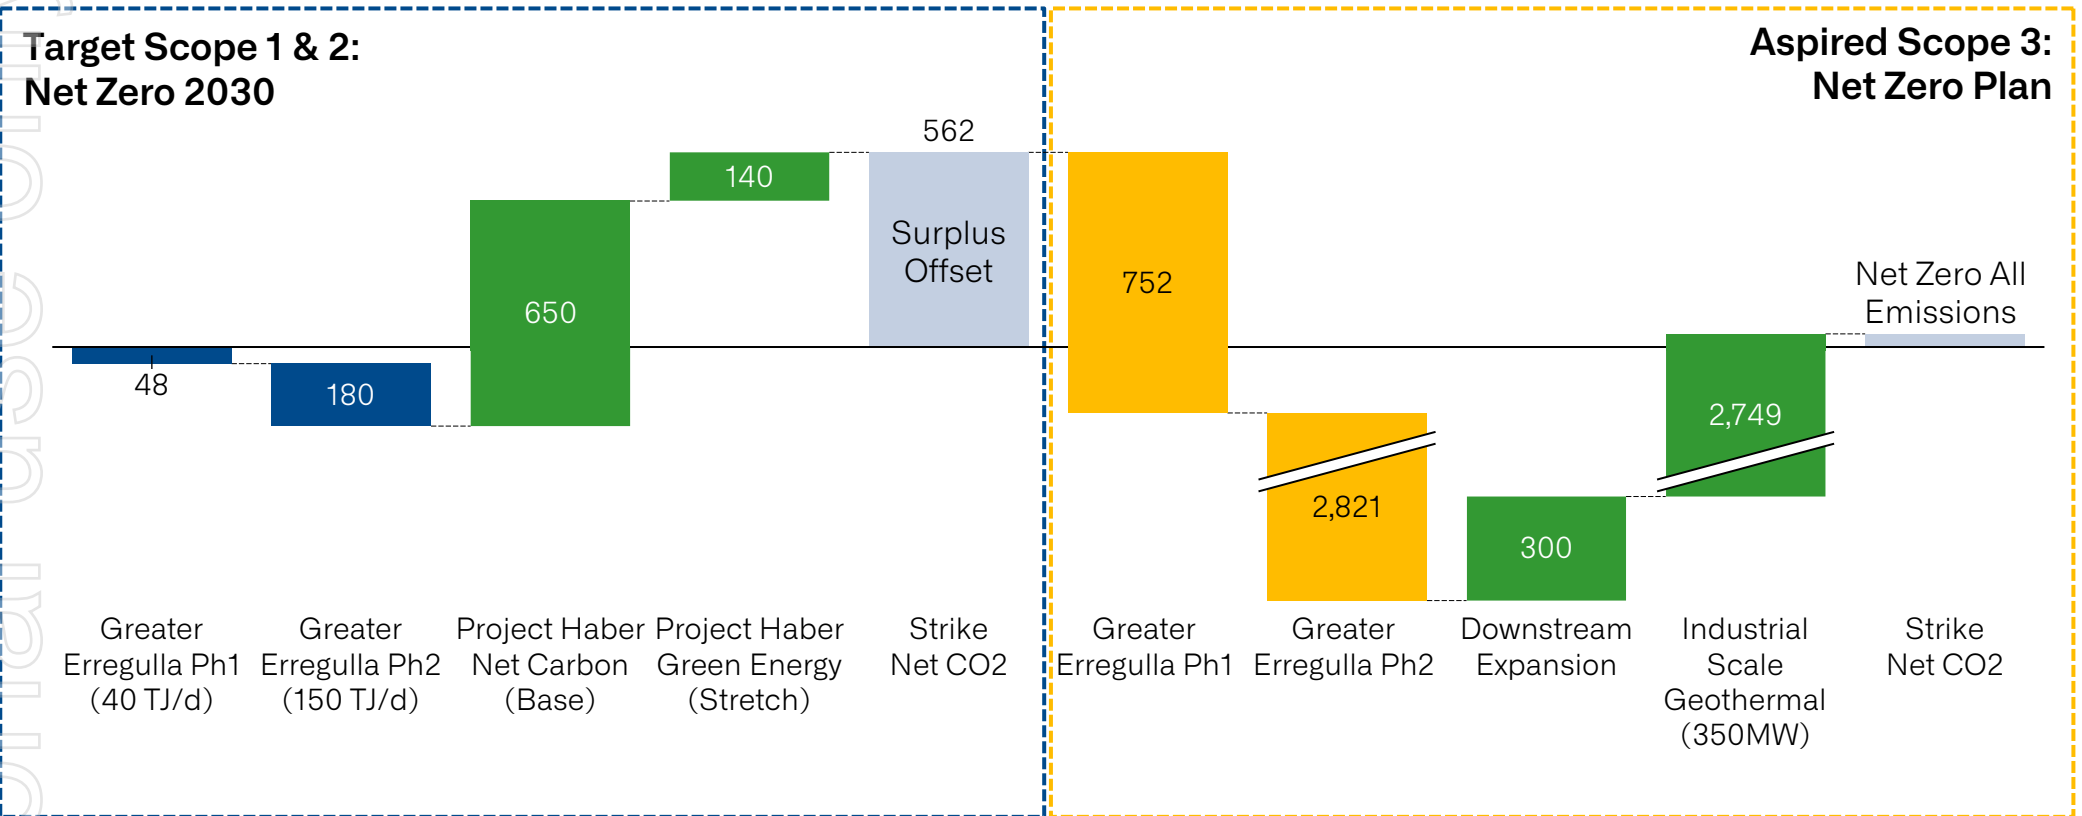 Target Scope 1 & 2:
Net Zero 2030
Aspired Scope 3:
Net Zero Plan
562
140
Surplus
Offset
650
48
180
752
2,821
300
2,749
Net Zero All
Emissions
Greater
Erregulla Ph1
(40 TJ/d)
Greater
Erregulla Ph2
(150 TJ/d)
Project Haber
Net Carbon
(Base)
Project Haber
Green Energy
(Stretch)
Strike
Net CO2
Greater
Erregulla Ph1
Greater
Erregulla Ph2
Downstream
Expansion
Industrial
Scale
Geothermal
(350MW)
Strike
Net CO2